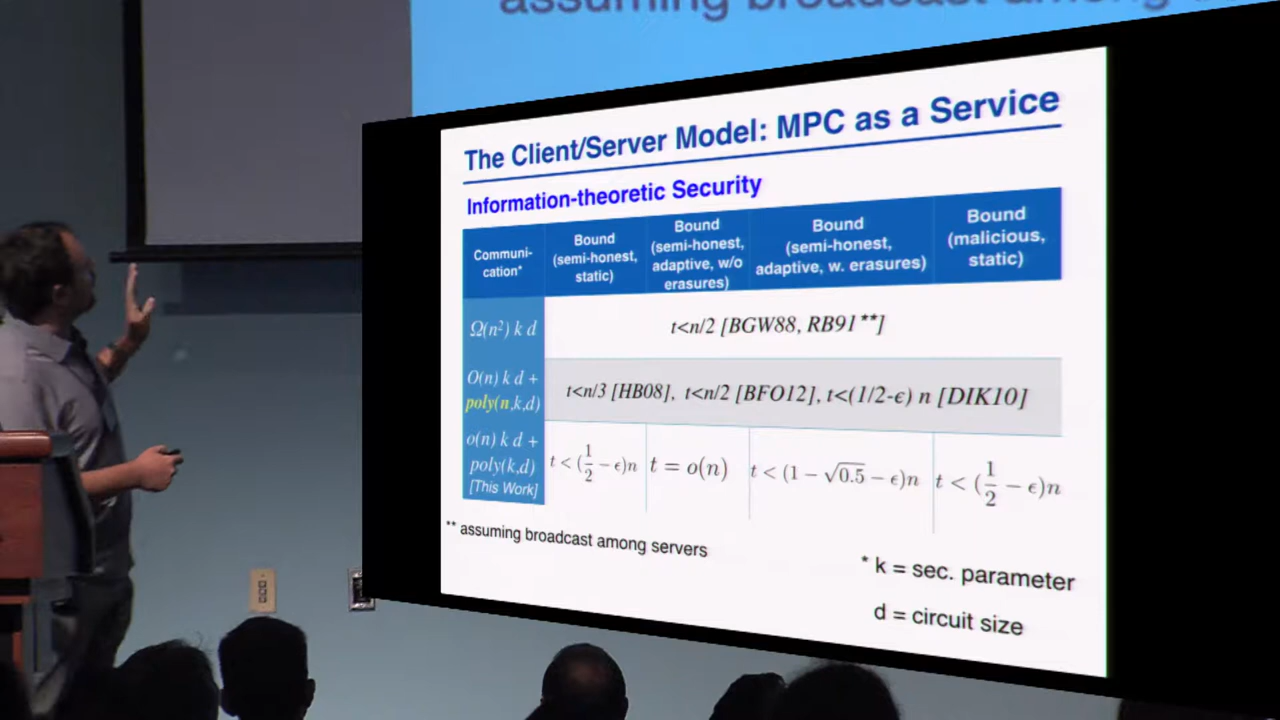 assuming broadcast among
The Client/Server Model: MPC as a Service
Information-theoretic Security
Communi-
cation*
Bound
(semi-honest,
static)
Bound
(semi-honest,
adaptive, w/o
erasures)
Bound
(semi-honest,
adaptive, w. erasures)
Bound
(malicious,
static)
Ω(n²) k d
t<n/2 [BGW88, RB91**]
O(n) k d +
poly(n,k,d)
t<n/3 [HB08], t<n/2 [BFO12], t<(1/2-ϵ) n [DIK10]
o(n) k d +
poly(k,d)
[This Work]
t < (1/2 − ϵ)n
t = o(n)
t < (1 − √0.5 − ϵ)n
t < (1/2 − ϵ)n
** assuming broadcast among servers
* k = sec. parameter
d = circuit size